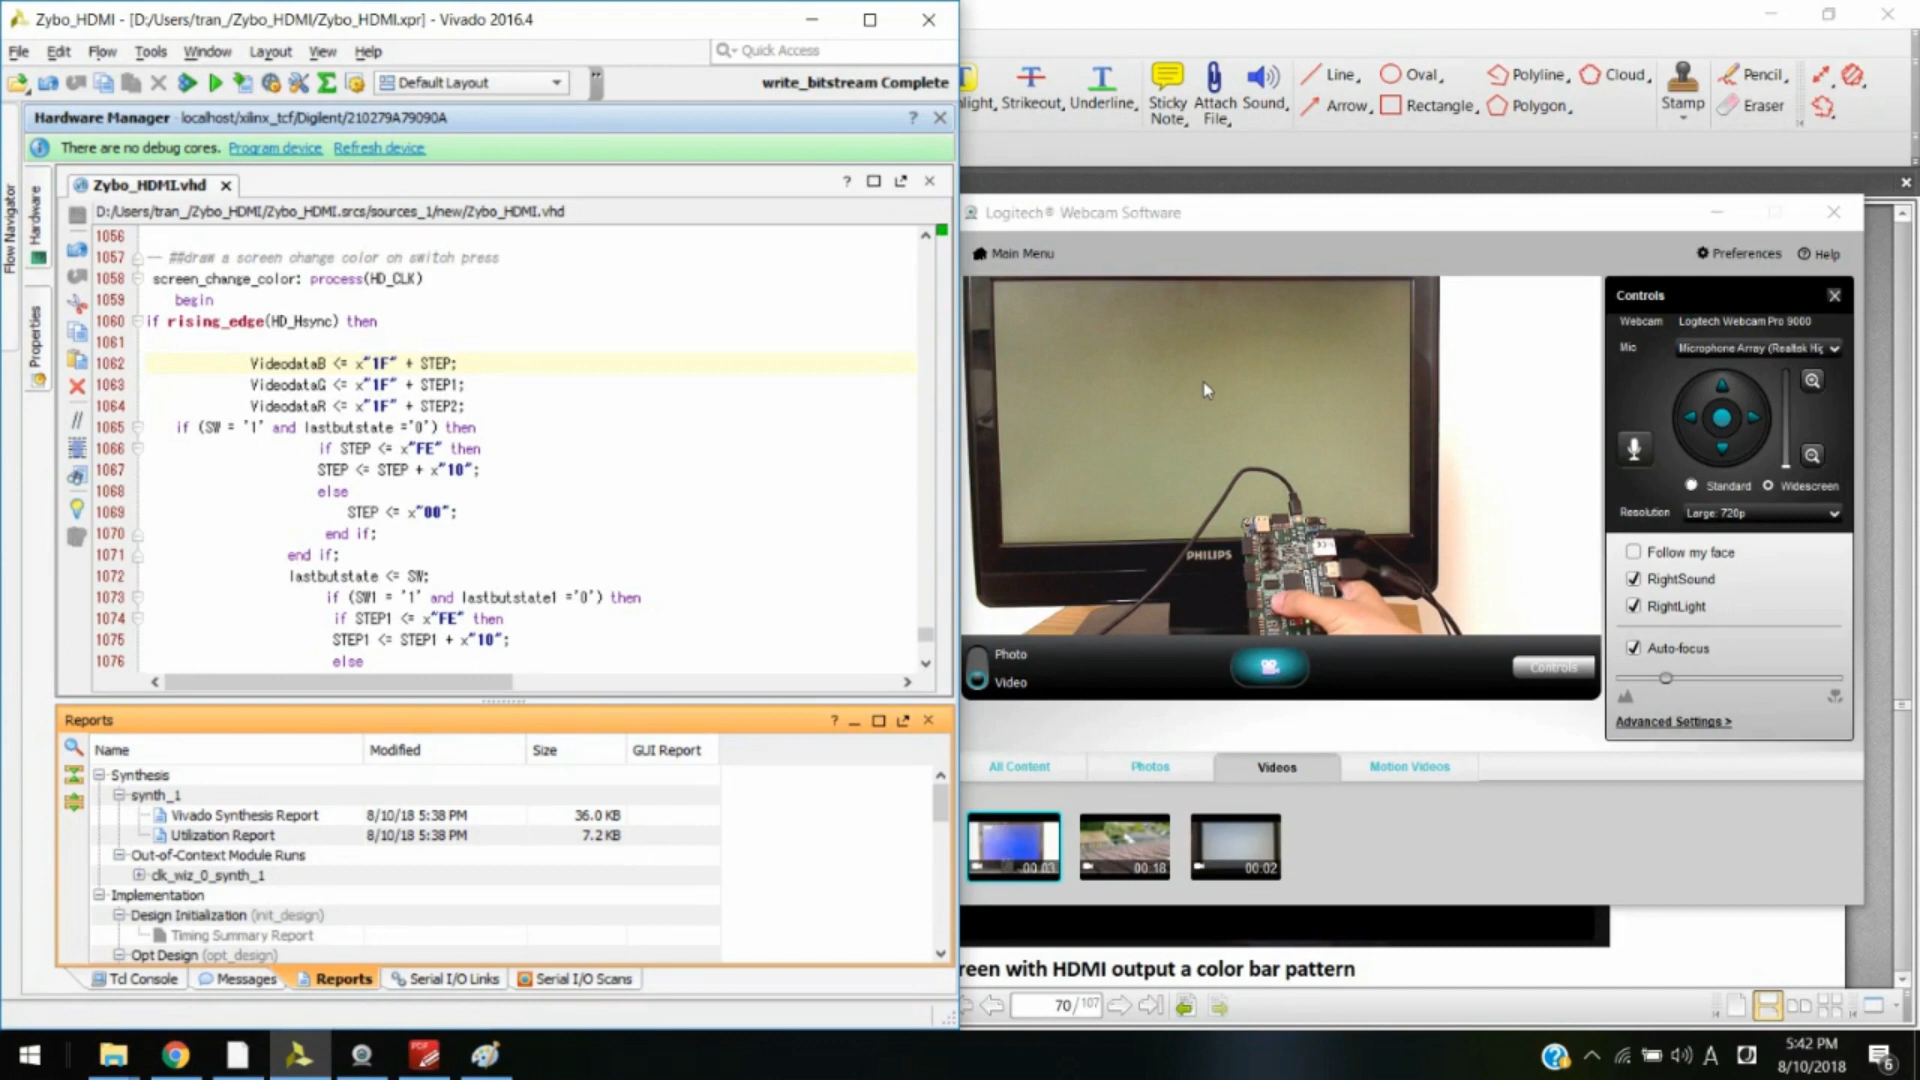 Zybo_HDMI - [D:/Users/tran_/Zybo_HDMI/Zybo_HDMI.xpr] - Vivado 2016.4
File Edit Flow Tools Window Layout View Help
Quick Access
Default Layout
write_bitstream Complete
Hardware Manager - localhost/xilinx_tcf/Digilent/210279A79090A
There are no debug cores. Program device Refresh device
Flow Navigator
Hardware
Properties
Zybo_HDMI.vhd
D:/Users/tran_/Zybo_HDMI/Zybo_HDMI.srcs/sources_1/new/Zybo_HDMI.vhd
1056
1057 -- ##draw a screen change color on switch press
1058 screen_change_color: process(HD_CLK)
1059 begin
1060 if rising_edge(HD_Hsync) then
1061
1062 VideodataB <= x"1F" + STEP;
1063 VideodataG <= x"1F" + STEP1;
1064 VideodataR <= x"1F" + STEP2;
1065 if (SW = '1' and lastbutstate ='0') then
1066 if STEP <= x"FE" then
1067 STEP <= STEP + x"10";
1068 else
1069 STEP <= x"00";
1070 end if;
1071 end if;
1072 lastbutstate <= SW;
1073 if (SW1 = '1' and lastbutstate1 ='0') then
1074 if STEP1 <= x"FE" then
1075 STEP1 <= STEP1 + x"10";
1076 else
Reports
Name Modified Size GUI Report
Synthesis
synth_1
Vivado Synthesis Report 8/10/18 5:38 PM 36.0 KB
Utilization Report 8/10/18 5:38 PM 7.2 KB
Out-of-Context Module Runs
clk_wiz_0_synth_1
Implementation
Design Initialization (init_design)
Timing Summary Report
Opt Design (opt_design)
Tcl Console Messages Reports Serial I/O Links Serial I/O Scans
light, Strikeout, Underline, Sticky Note, Attach File, Sound,
Line, Oval, Polyline, Cloud,
Arrow, Rectangle, Polygon,
Stamp
Pencil,
Eraser
Logitech® Webcam Software
Main Menu
Preferences Help
PHILIPS
Photo
Video
Controls
Controls
Webcam Logitech Webcam Pro 9000
Mic Microphone Array (Realtek Hig
Standard Widescreen
Resolution Large: 720p
Follow my face
RightSound
RightLight
Auto-focus
Advanced Settings >
All Content Photos Videos Motion Videos
00:03 00:18 00:02
reen with HDMI output a color bar pattern
70/107
PDF
A
5:42 PM
8/10/2018
6